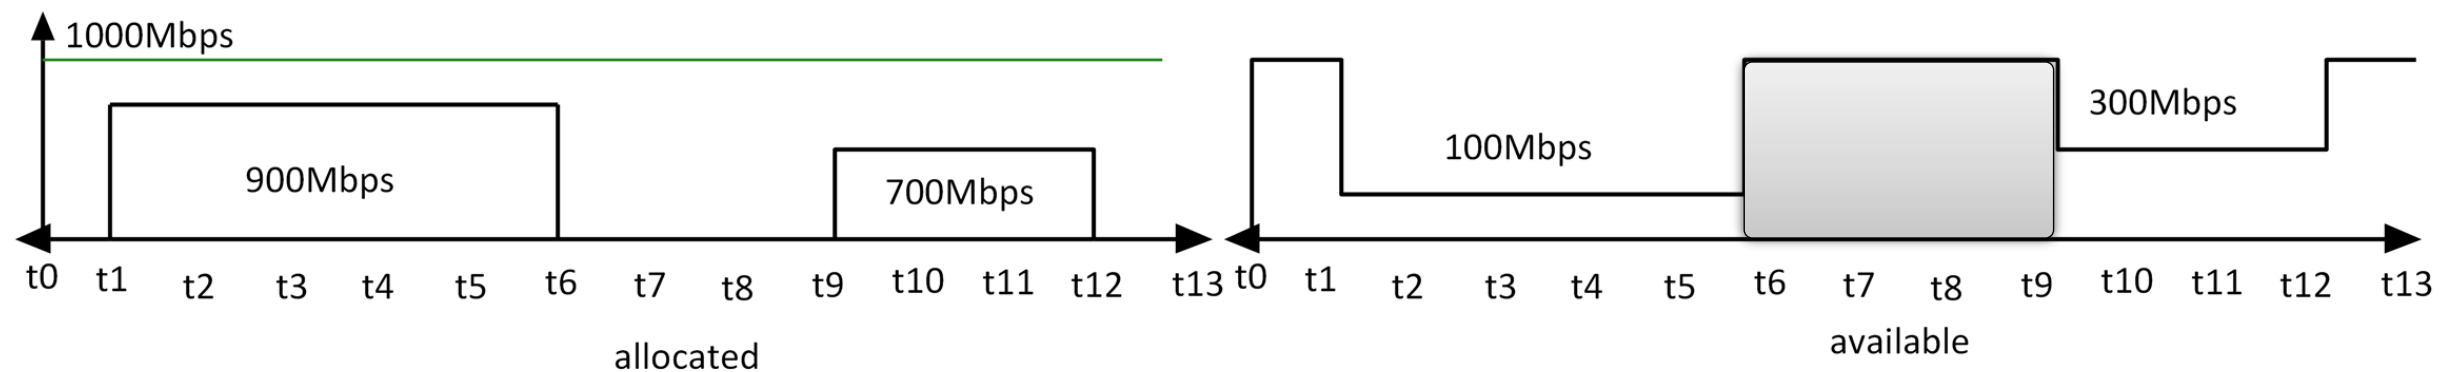 1000Mbps
900Mbps
700Mbps
t0 t1 t2 t3 t4 t5 t6 t7 t8 t9 t10 t11 t12 t13
allocated
300Mbps
100Mbps
t0 t1 t2 t3 t4 t5 t6 t7 t8 t9 t10 t11 t12 t13
available